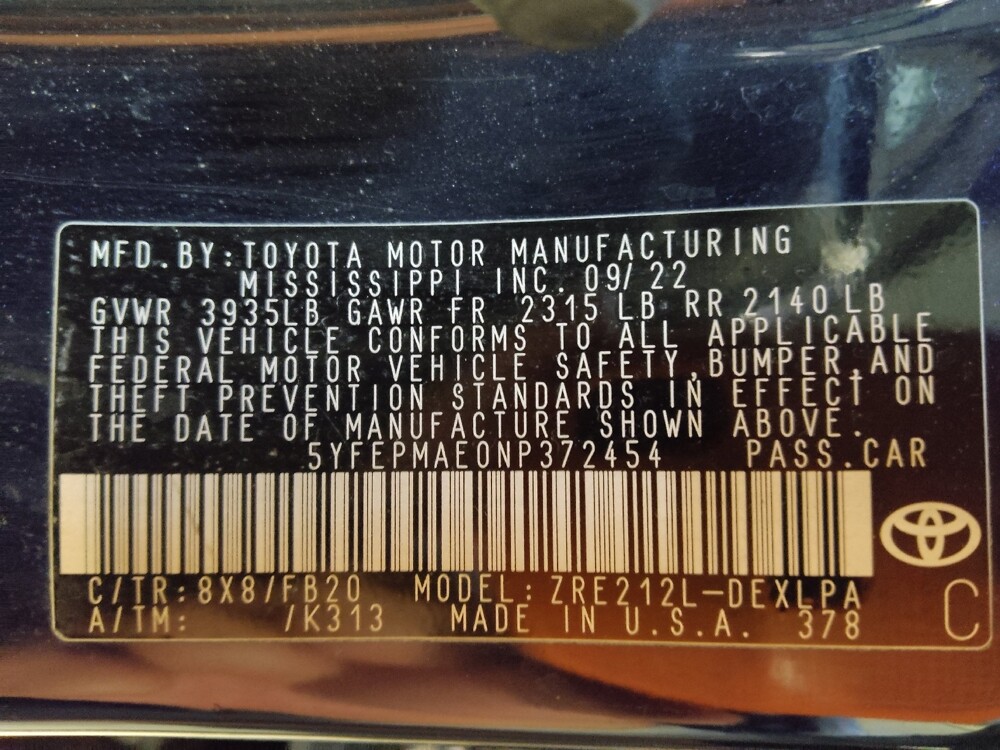 MFD.BY:TOYOTA MOTOR MANUFACTURING
MISSISSIPPI INC. 09/22
GVWR 3935LB GAWR FR 2315 LB RR 2140 LB
THIS VEHICLE CONFORMS TO ALL APPLICABLE
FEDERAL MOTOR VEHICLE SAFETY,BUMPER,AND
THEFT PREVENTION STANDARDS IN EFFECT ON
THE DATE OF MANUFACTURE SHOWN ABOVE.
5YFEPMAE0NP372454 PASS.CAR
C/TR:8X8/FB20 MODEL:ZRE212L-DEXLPA
A/TM: /K313 MADE IN U.S.A. 378
C